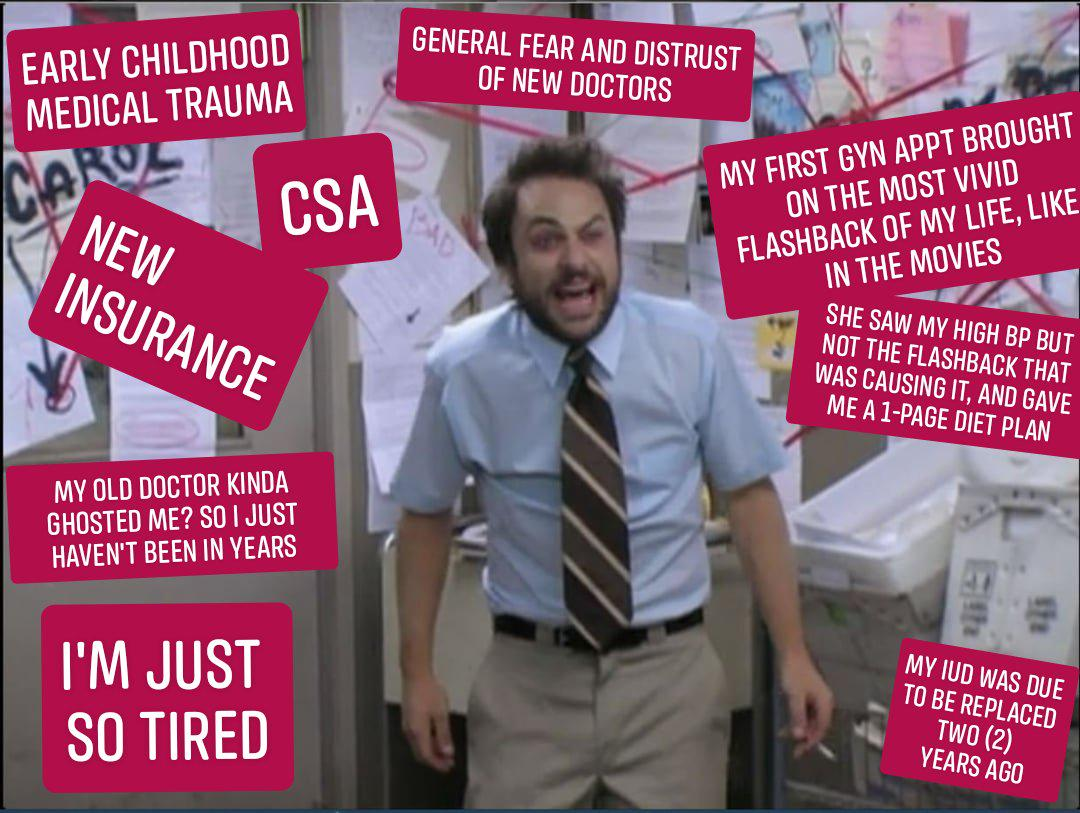 EARLY CHILDHOOD
MEDICAL TRAUMA
GENERAL FEAR AND DISTRUST
OF NEW DOCTORS
CAROL
CSA
BAD
MY FIRST GYN APPT BROUGHT
ON THE MOST VIVID
FLASHBACK OF MY LIFE, LIKE
IN THE MOVIES
NEW
INSURANCE
SHE SAW MY HIGH BP BUT
NOT THE FLASHBACK THAT
WAS CAUSING IT, AND GAVE
ME A 1-PAGE DIET PLAN
MY OLD DOCTOR KINDA
GHOSTED ME? SO I JUST
HAVEN'T BEEN IN YEARS
I'M JUST
SO TIRED
MY IUD WAS DUE
TO BE REPLACED
TWO (2)
YEARS AGO